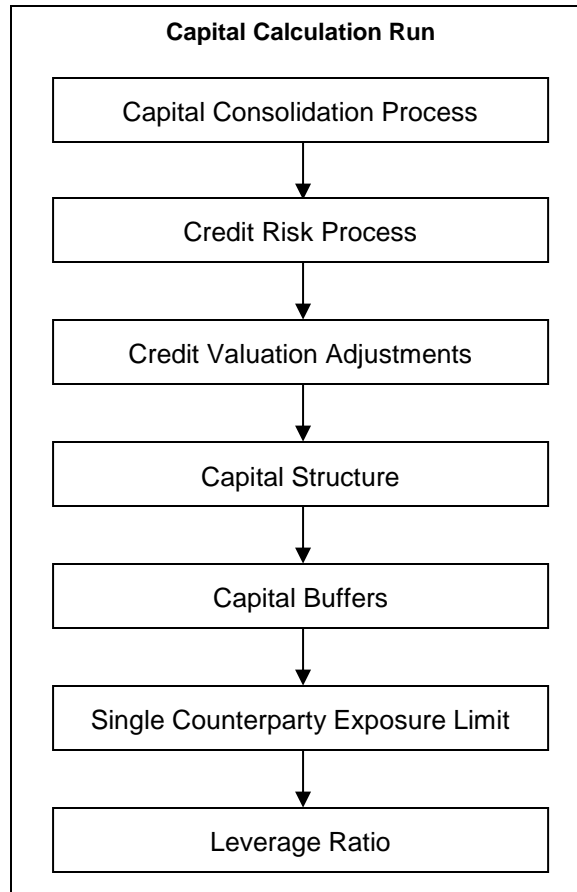 Capital Calculation Run
Capital Consolidation Process
Credit Risk Process
Credit Valuation Adjustments
Capital Structure
Capital Buffers
Single Counterparty Exposure Limit
Leverage Ratio